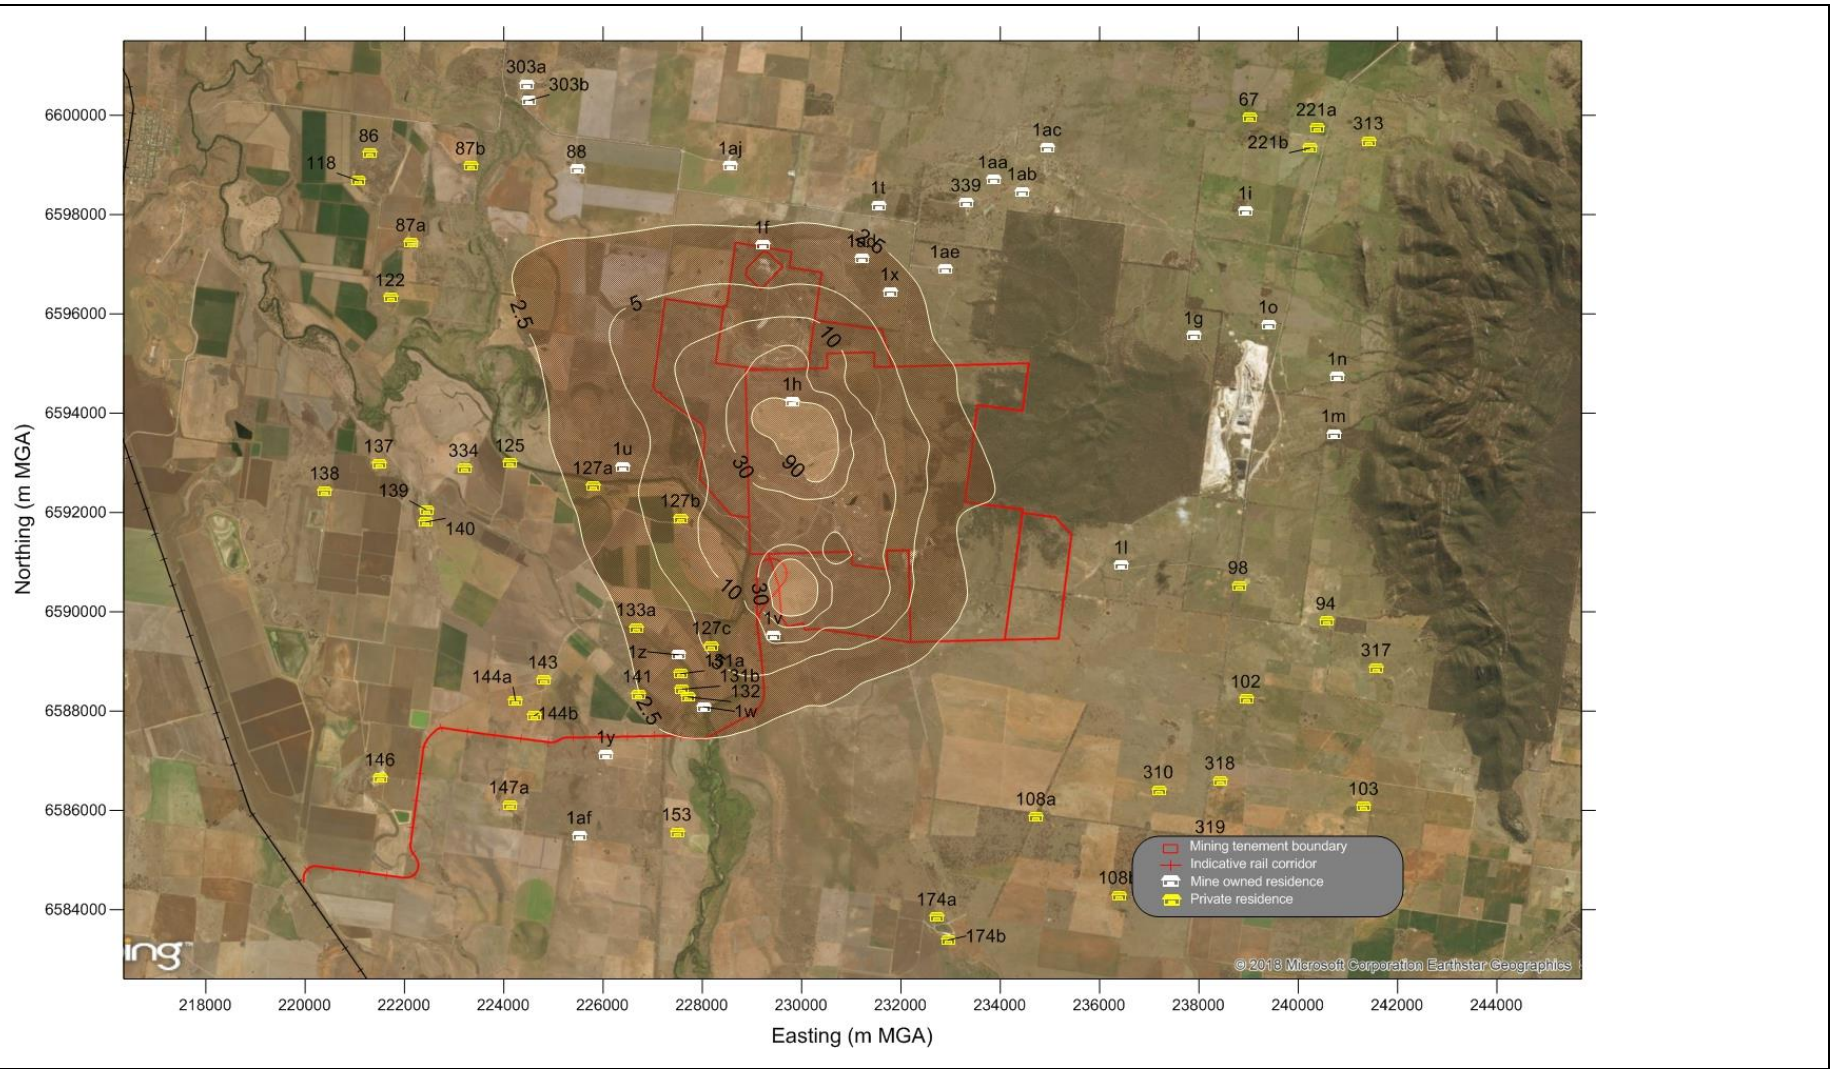 303a
303b
6600000
67
221a
313
221b
86
118
87b
88
1aj
1ac
1aa
1ab
339
1t
1i
6598000
87a
1f
2.5
1ae
1x
122
6596000
2.5
5
10
1g
1o
1n
1h
6594000
1m
137
334
125
1u
138
127a
30
90
139
127b
140
6592000
1l
98
10
30
6590000
133a
127c
1v
94
1z
131a
131b
143
144a
141
132
317
102
6588000
144b
2.5
1w
1y
146
147a
1af
153
108a
310
318
103
6586000
319
Mining tenement boundary
Indicative rail corridor
Mine owned residence
Private residence
6584000
174a
174b
ing™
© 2018 Microsoft Corporation Earthstar Geographics
Northing (m MGA)
218000 220000 222000 224000 226000 228000 230000 232000 234000 236000 238000 240000 242000 244000
Easting (m MGA)